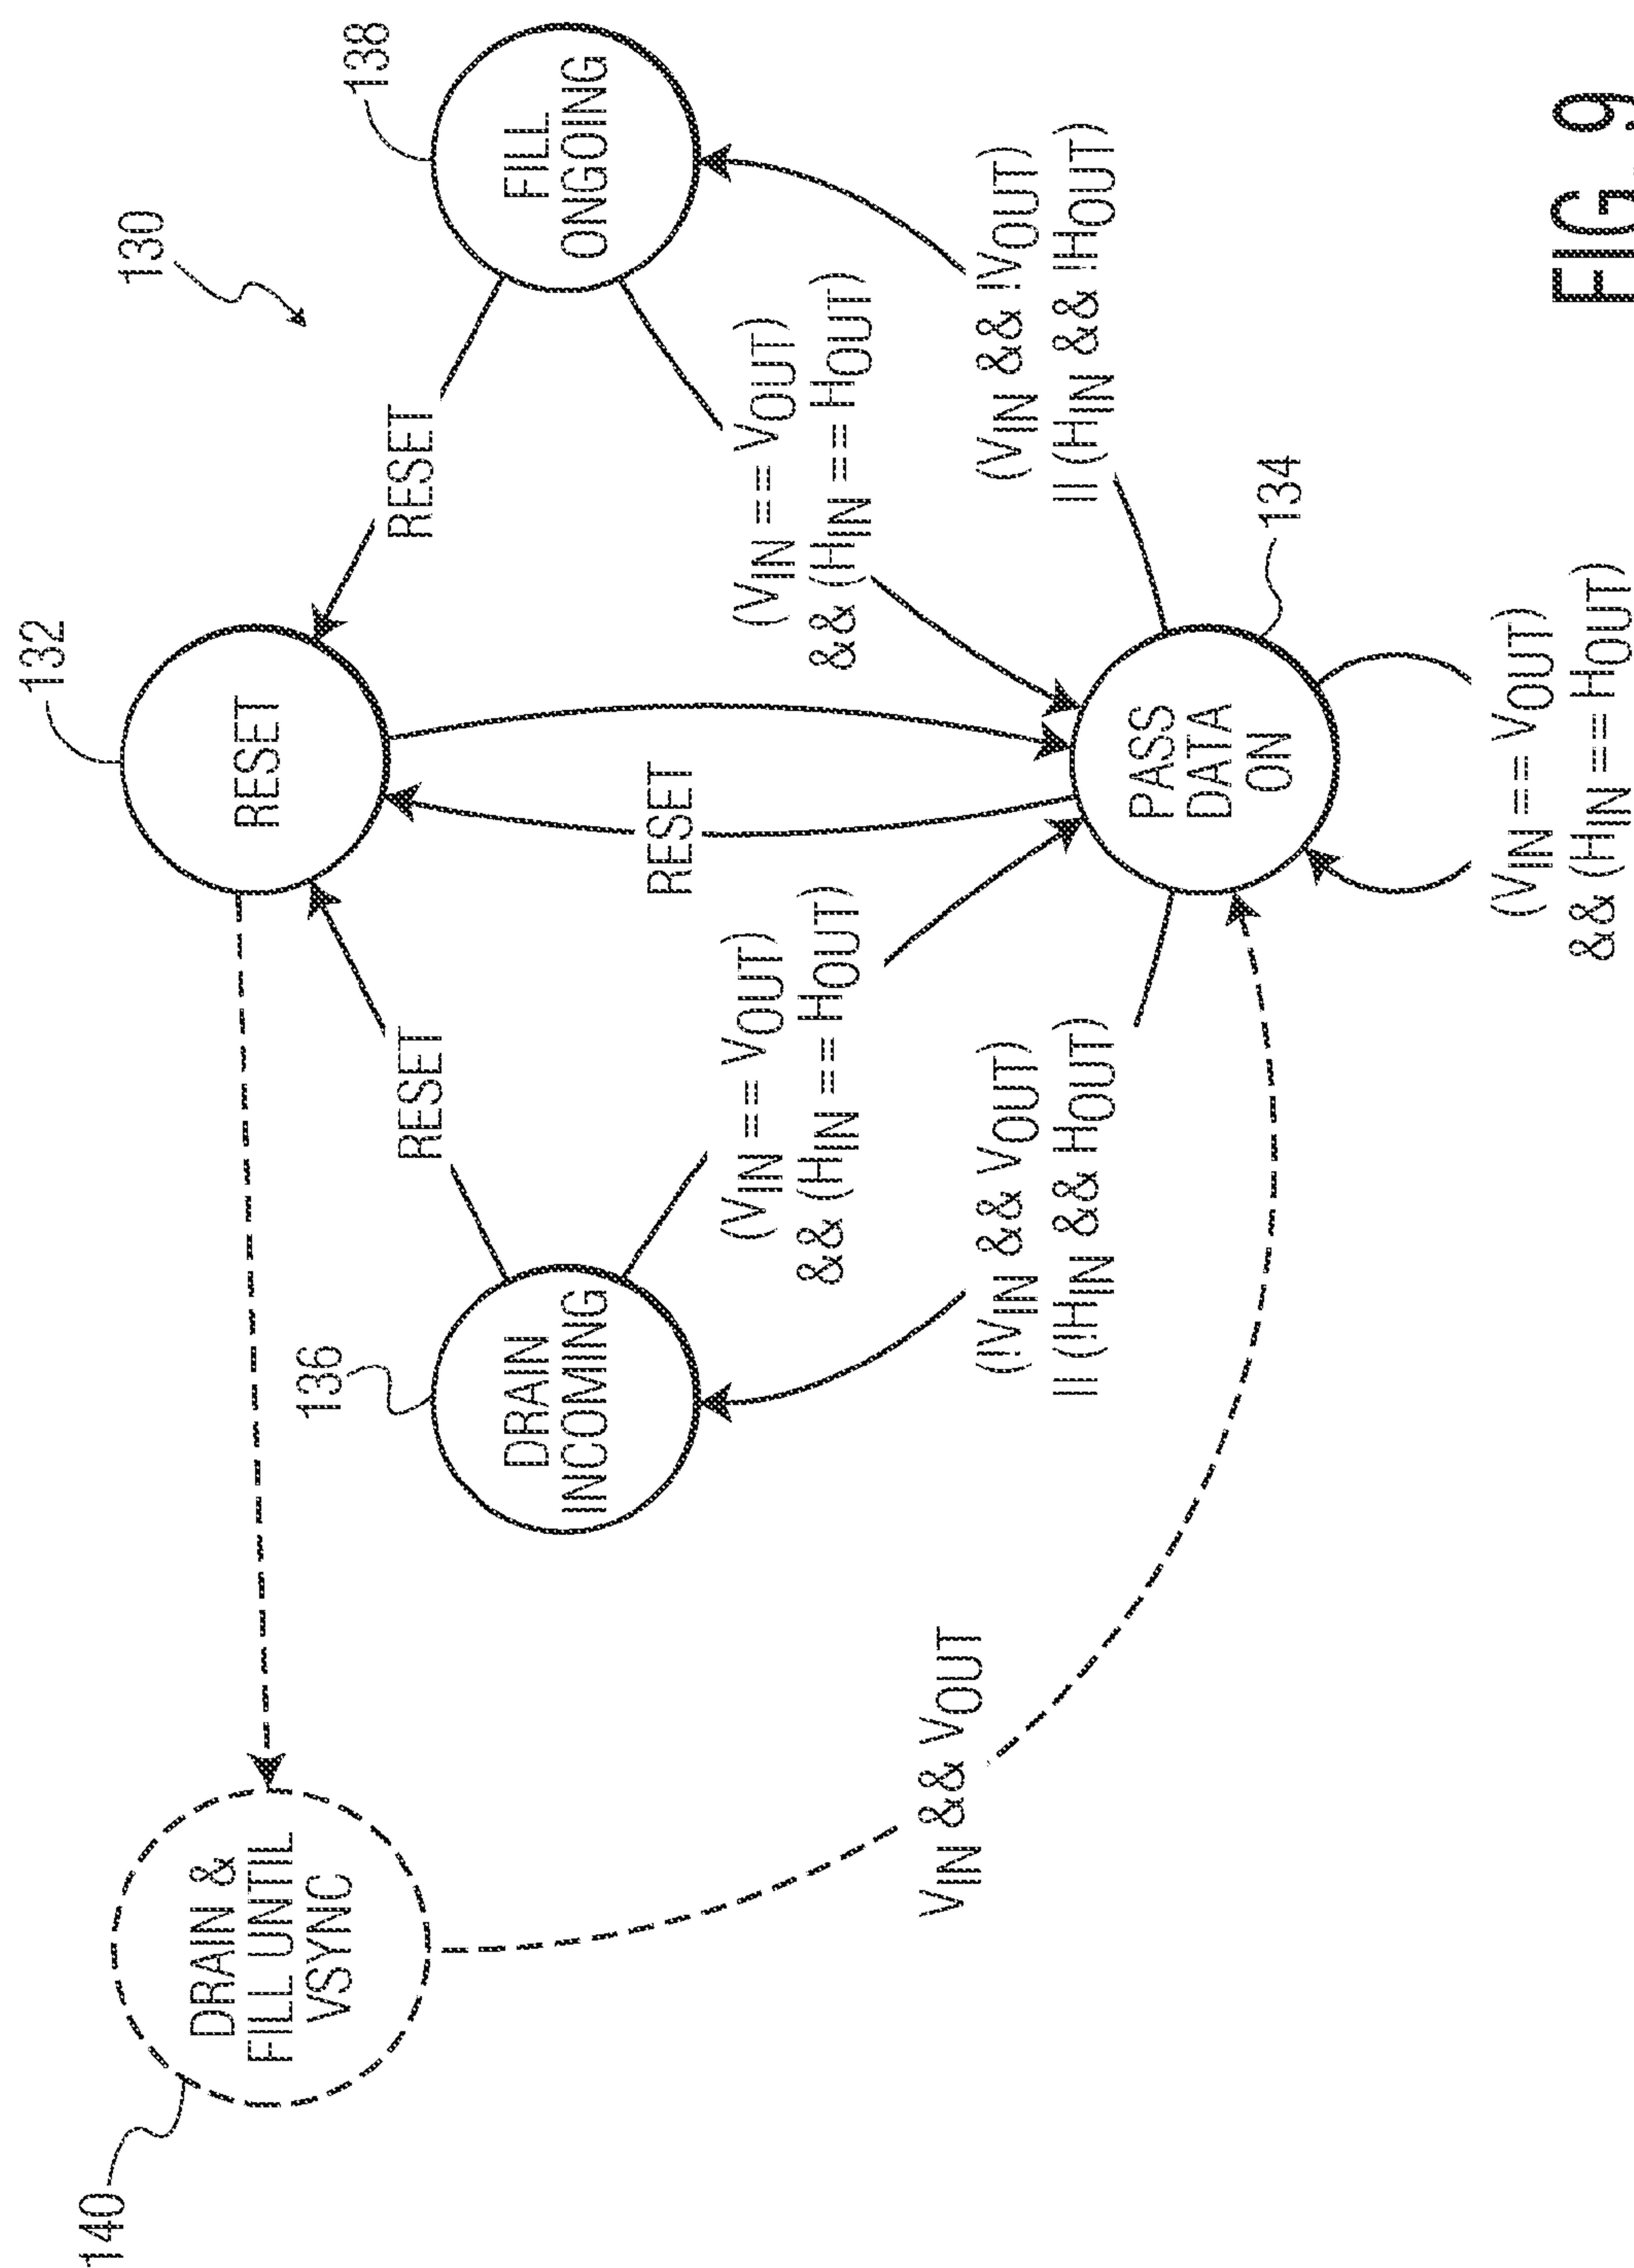 130
140
DRAIN &
FILL UNTIL
VSYNC
132
RESET
136
DRAIN
INCOMING
138
FILL
ONGOING
RESET
RESET
RESET
(VIN == VOUT)
&& (HIN == HOUT)
(VIN == VOUT)
&& (HIN == HOUT)
VIN && VOUT
(!VIN && VOUT)
|| (!HIN && HOUT)
(VIN && !VOUT)
|| (HIN && !HOUT)
PASS
DATA
ON
134
(VIN == VOUT)
&& (HIN == HOUT)
FIG. 9